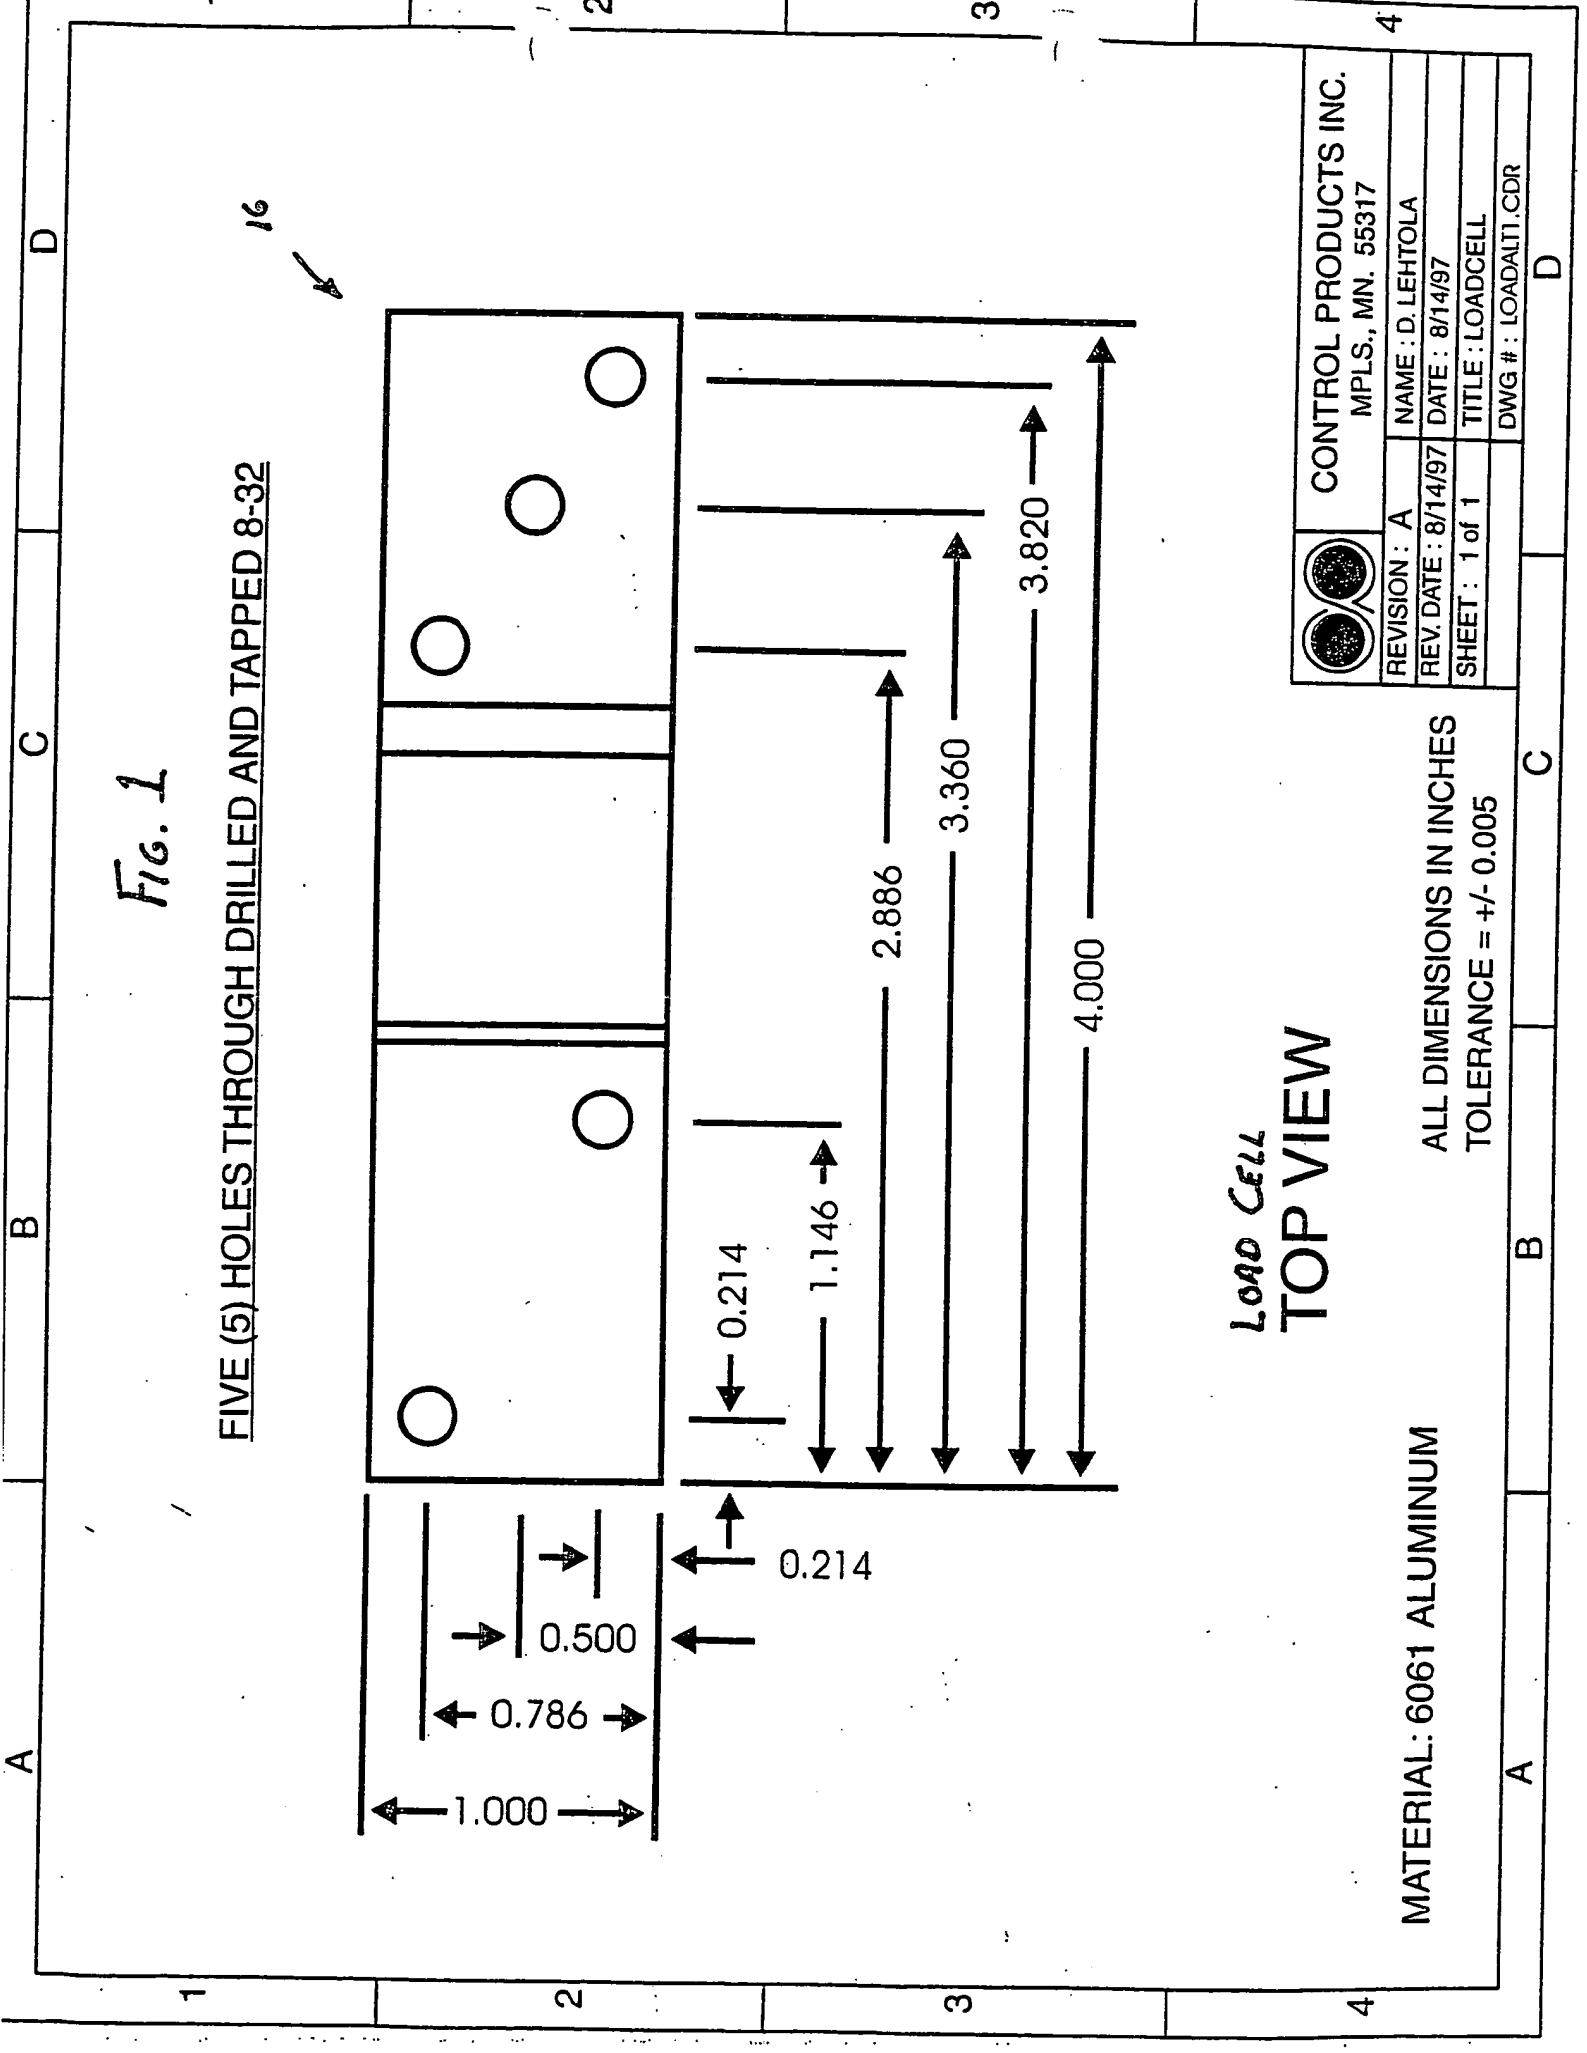 A B C D
1
2
3
4
2
3
4
FIG. 1
16
FIVE (5) HOLES THROUGH DRILLED AND TAPPED 8-32
1.000
0.786
0.500
0.214
0.214
1.146
2.886
3.360
3.820
4.000
LOAD CELL
TOP VIEW
MATERIAL: 6061 ALUMINUM
ALL DIMENSIONS IN INCHES
TOLERANCE = +/- 0.005
CONTROL PRODUCTS INC.
MPLS., MN. 55317
REVISION : A NAME : D. LEHTOLA
REV. DATE : 8/14/97 DATE : 8/14/97
SHEET : 1 of 1 TITLE : LOADCELL
DWG # : LOADALT1.CDR
A B C D